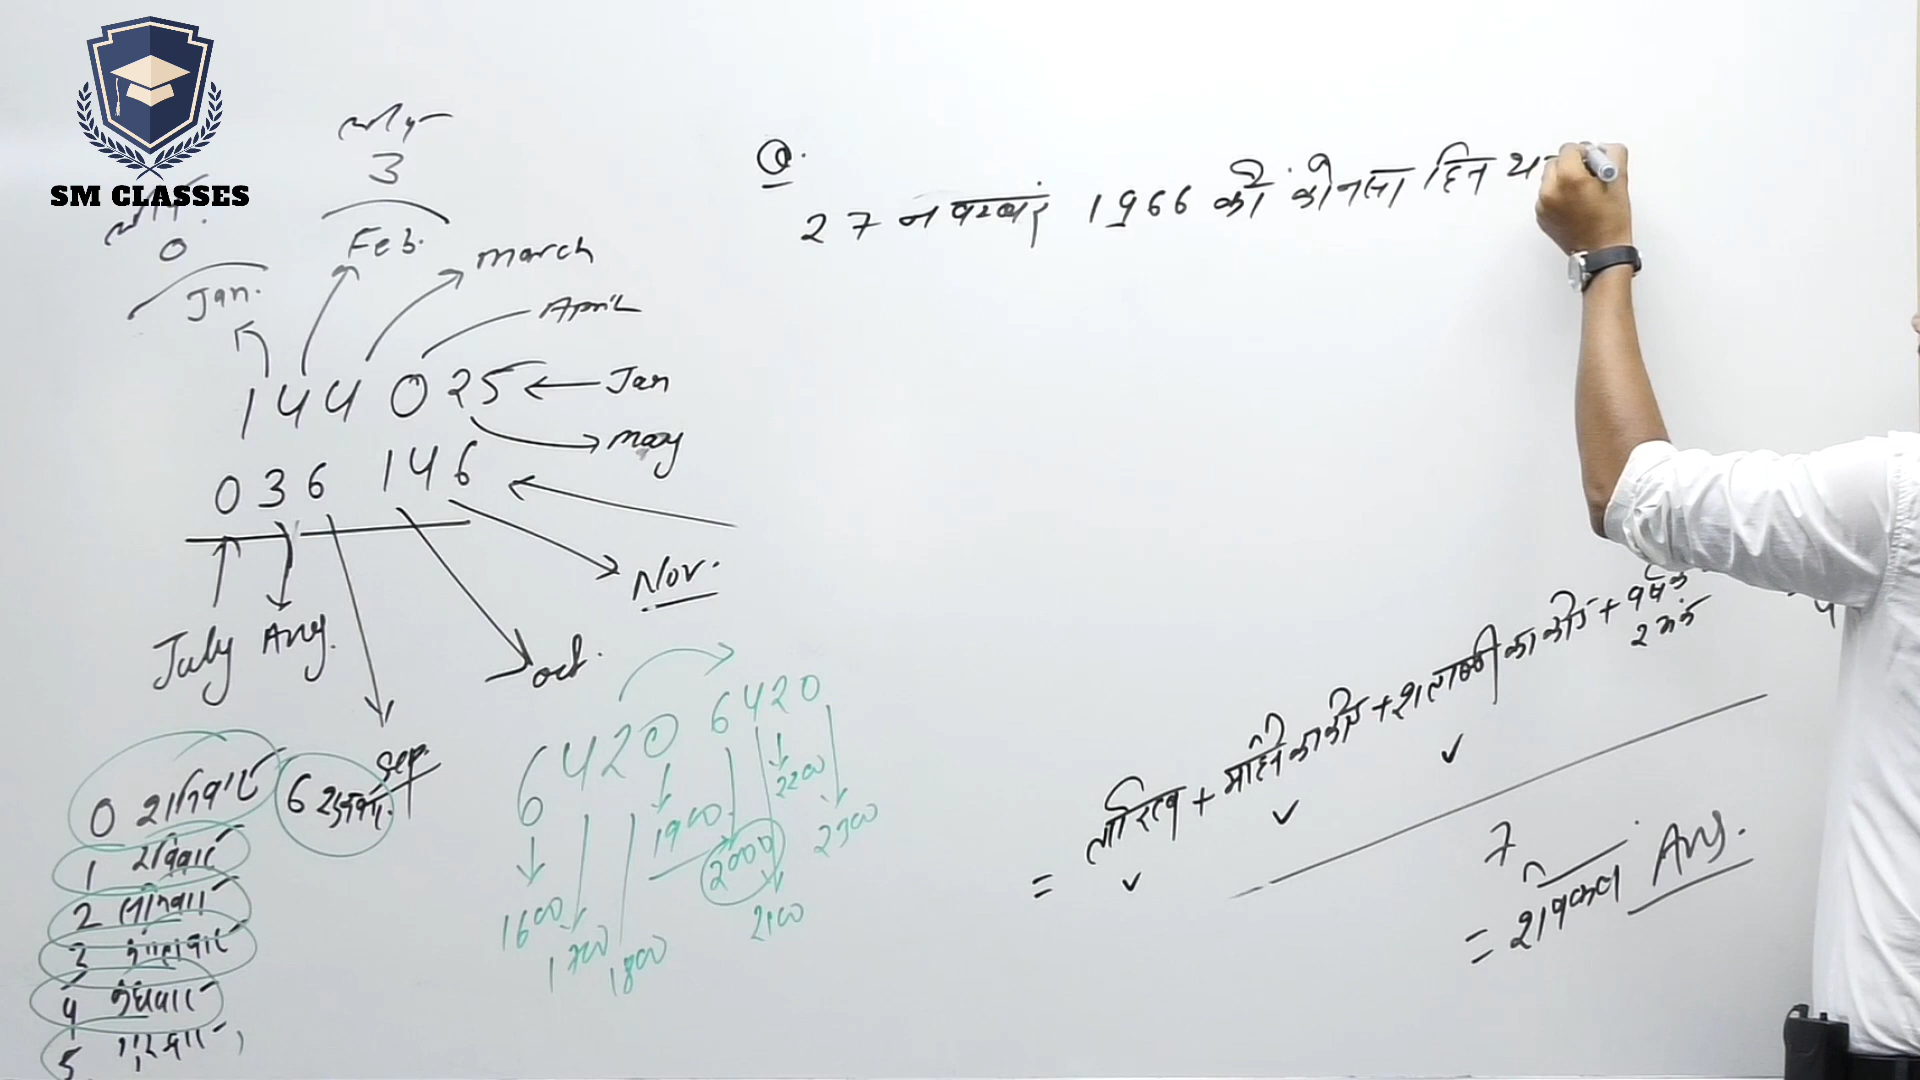 SM CLASSES
Q.
27 नवम्बर 1966 को कौनसा दिन था
लीप
3
लीप
0
Jan.
Feb.
March
April
144 025 ← Jan
May
036 146
Nov.
July Aug.
oct.
Sep.
0 शनिवार
6 शुक्रवार
1 रविवार
2 सोमवार
3 मंगलवार
4 बुधवार
5 गुरुवार
6420 6420
1600
1700
1800
1900
2000
2100
2200
2300
= तारीख + माह का कोड + शताब्दी का कोड + वर्ष के 2 अंक
7
= शेषफल Ans.